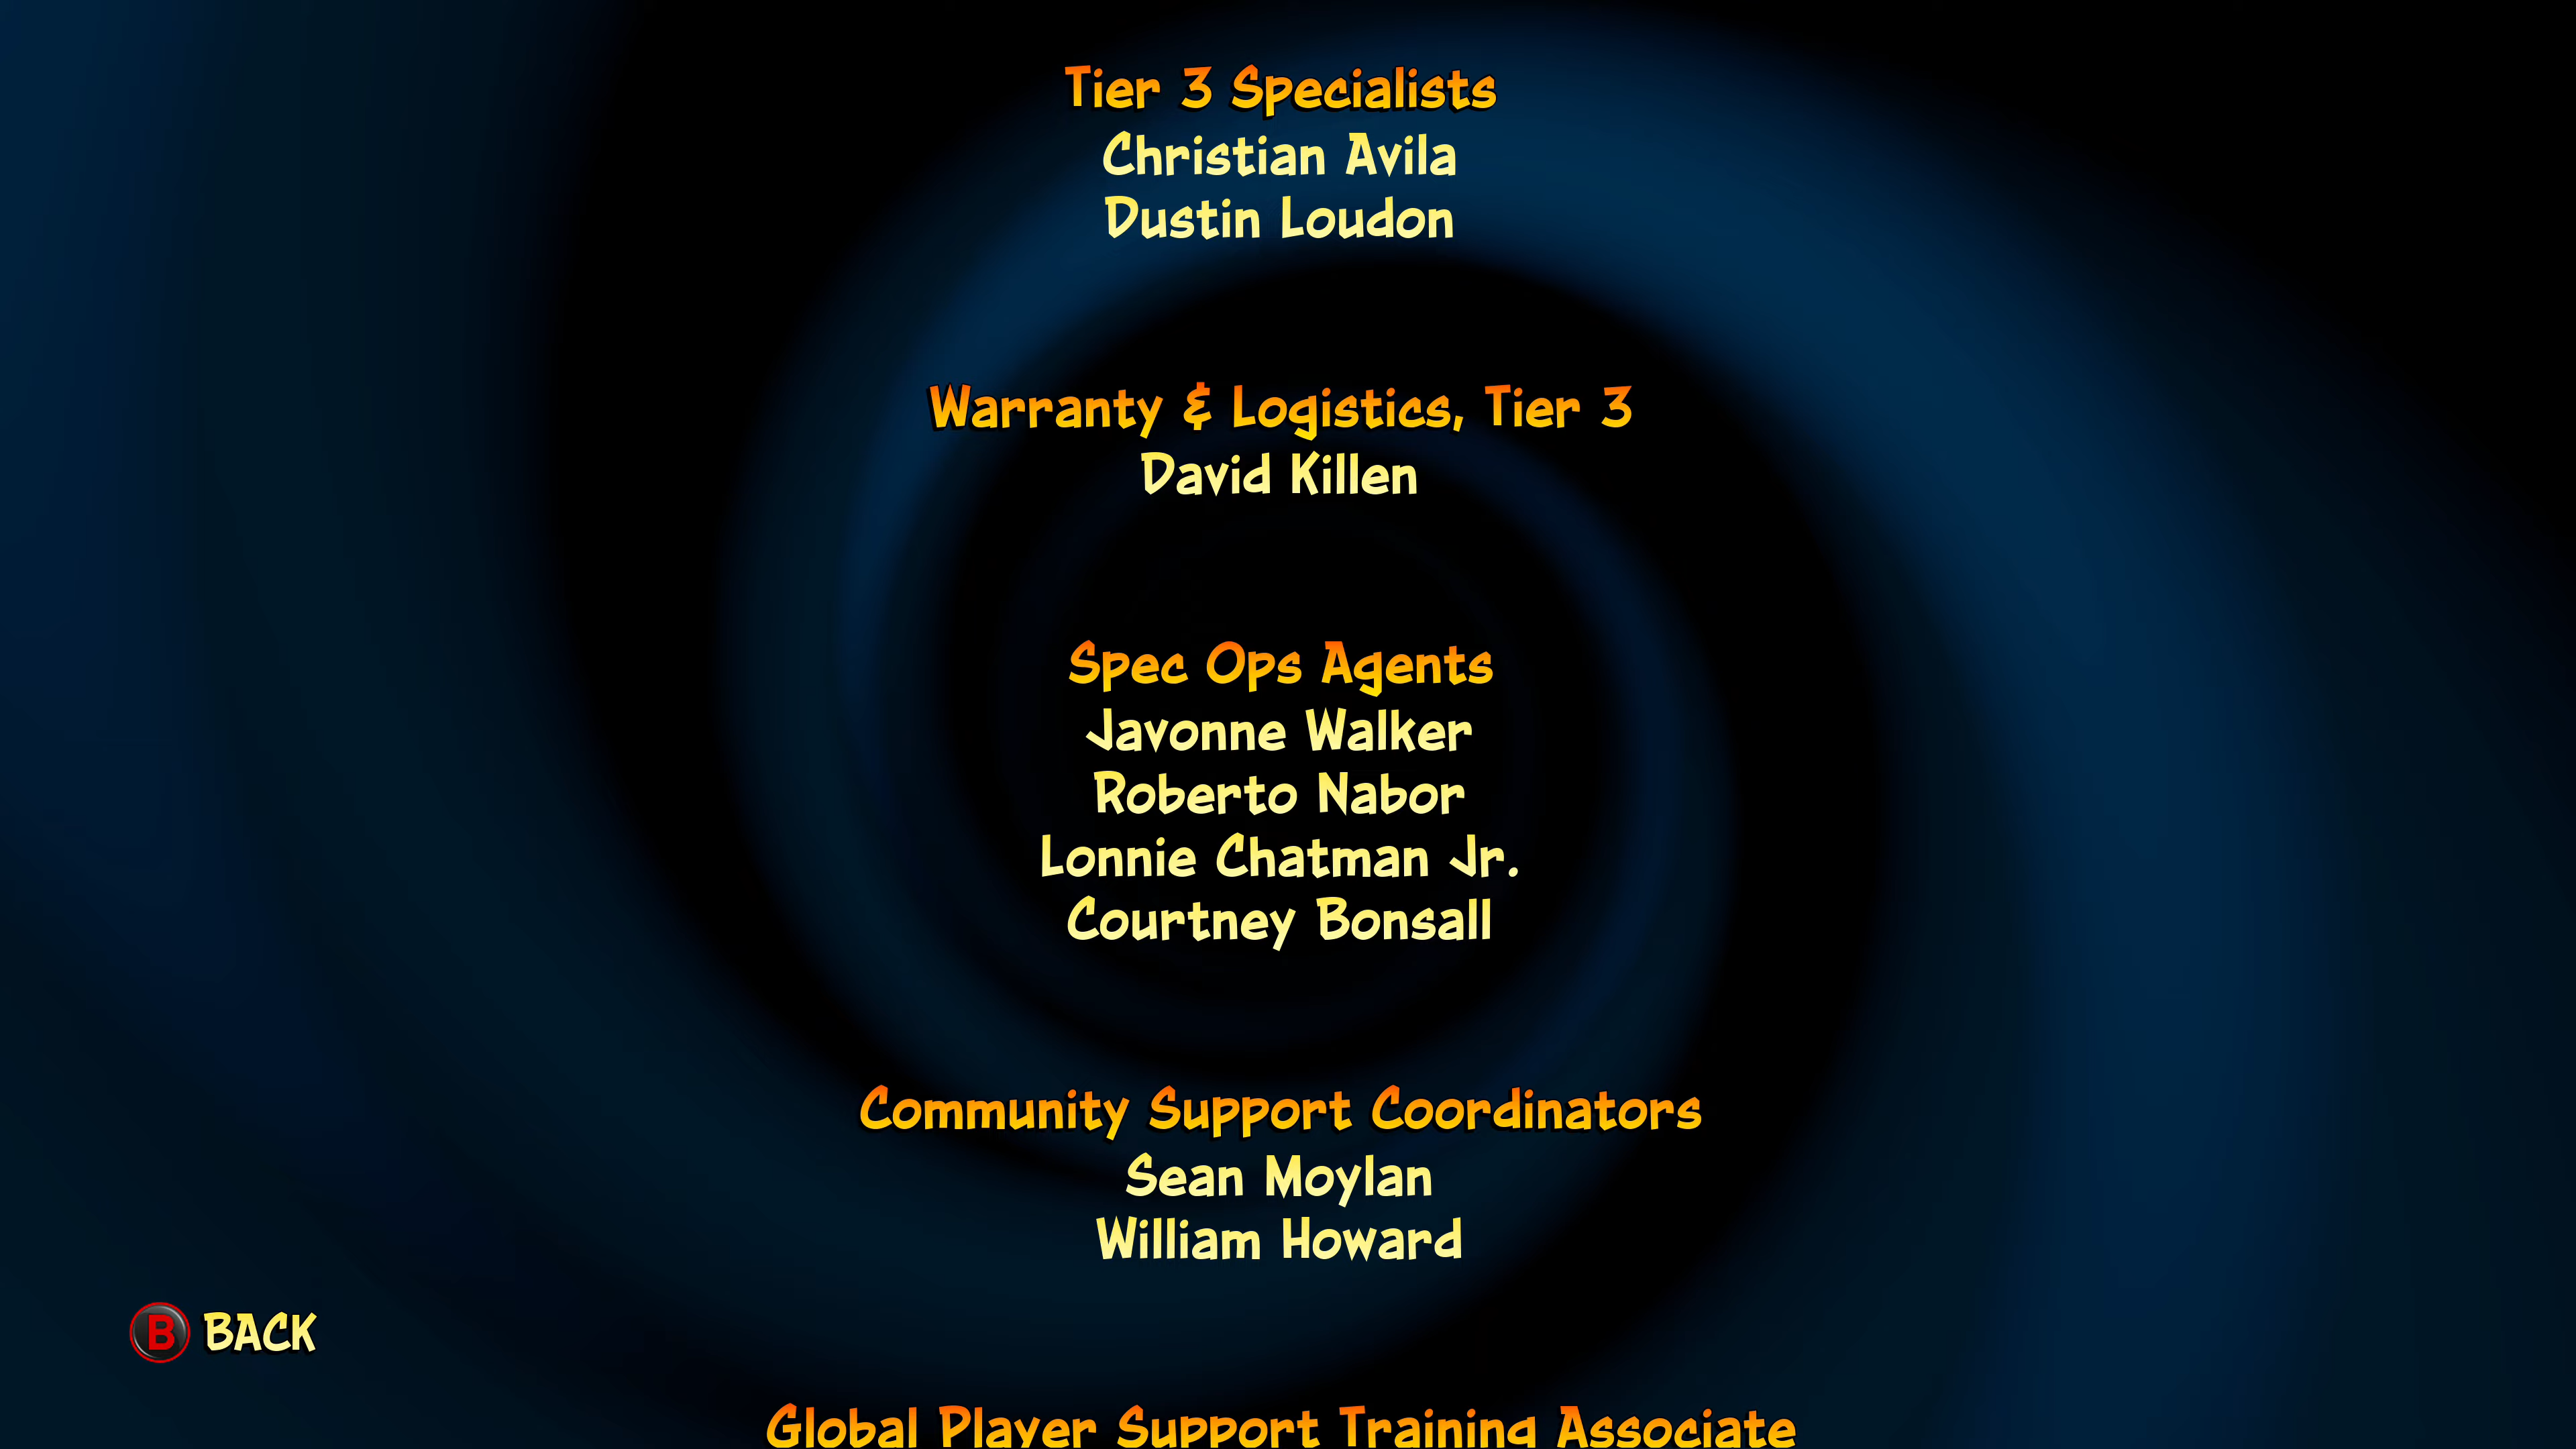 Tier 3 Specialists
Christian Avila
Dustin Loudon
Warranty & Logistics, Tier 3
David Killen
Spec Ops Agents
Javonne Walker
Roberto Nabor
Lonnie Chatman Jr.
Courtney Bonsall
Community Support Coordinators
Sean Moylan
William Howard
B BACK
Global Player Support Training Associate